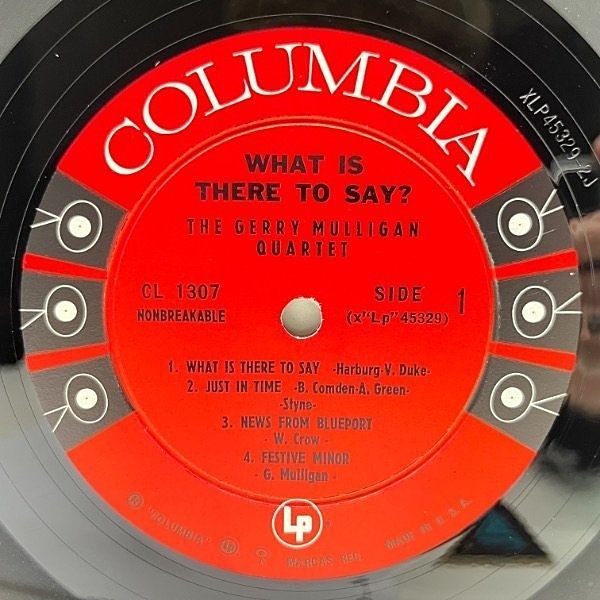 COLUMBIA
XLP45329-2J
WHAT IS
THERE TO SAY?
THE GERRY MULLIGAN
QUARTET
CL 1307
NONBREAKABLE
SIDE 1
(x"Lp" 45329)
1. WHAT IS THERE TO SAY -Harburg-V. Duke-
2. JUST IN TIME -B. Comden-A. Green-
-Styne-
3. NEWS FROM BLUEPORT
- W. Crow -
4. FESTIVE MINOR
- G. Mulligan -
Lp
"COLUMBIA" MARCAS REG. MADE IN U.S.A.